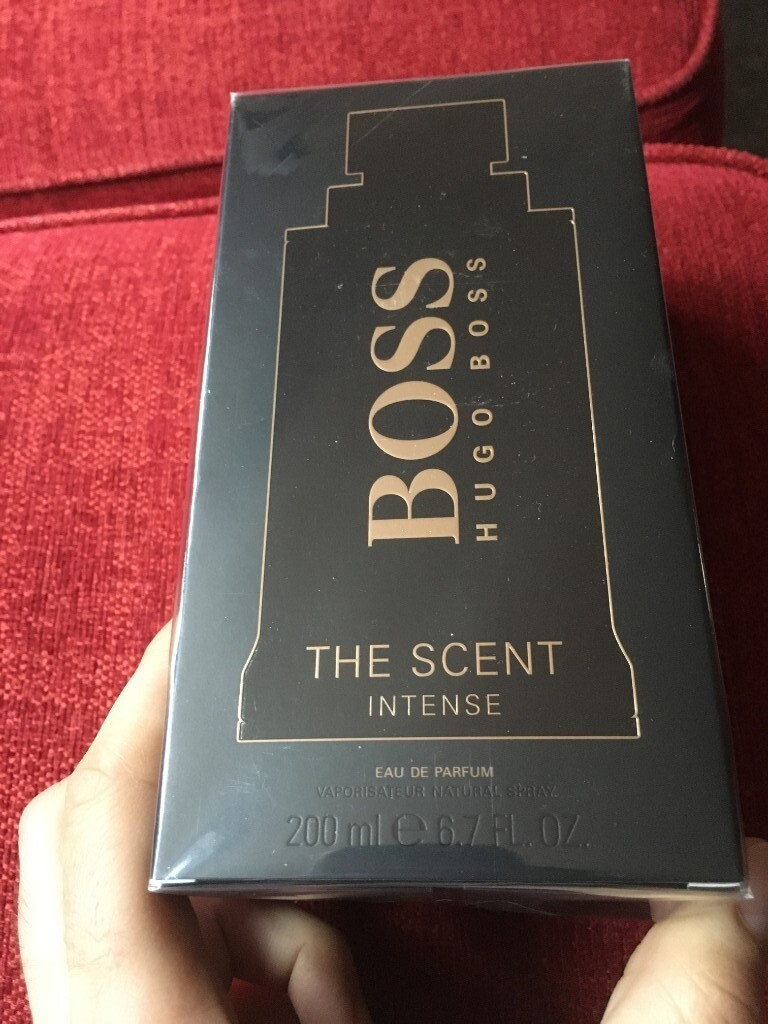 BOSS
HUGO BOSS
THE SCENT
INTENSE
EAU DE PARFUM
VAPORISATEUR NATURAL SPRAY
200 ml e 6.7 FL. OZ.